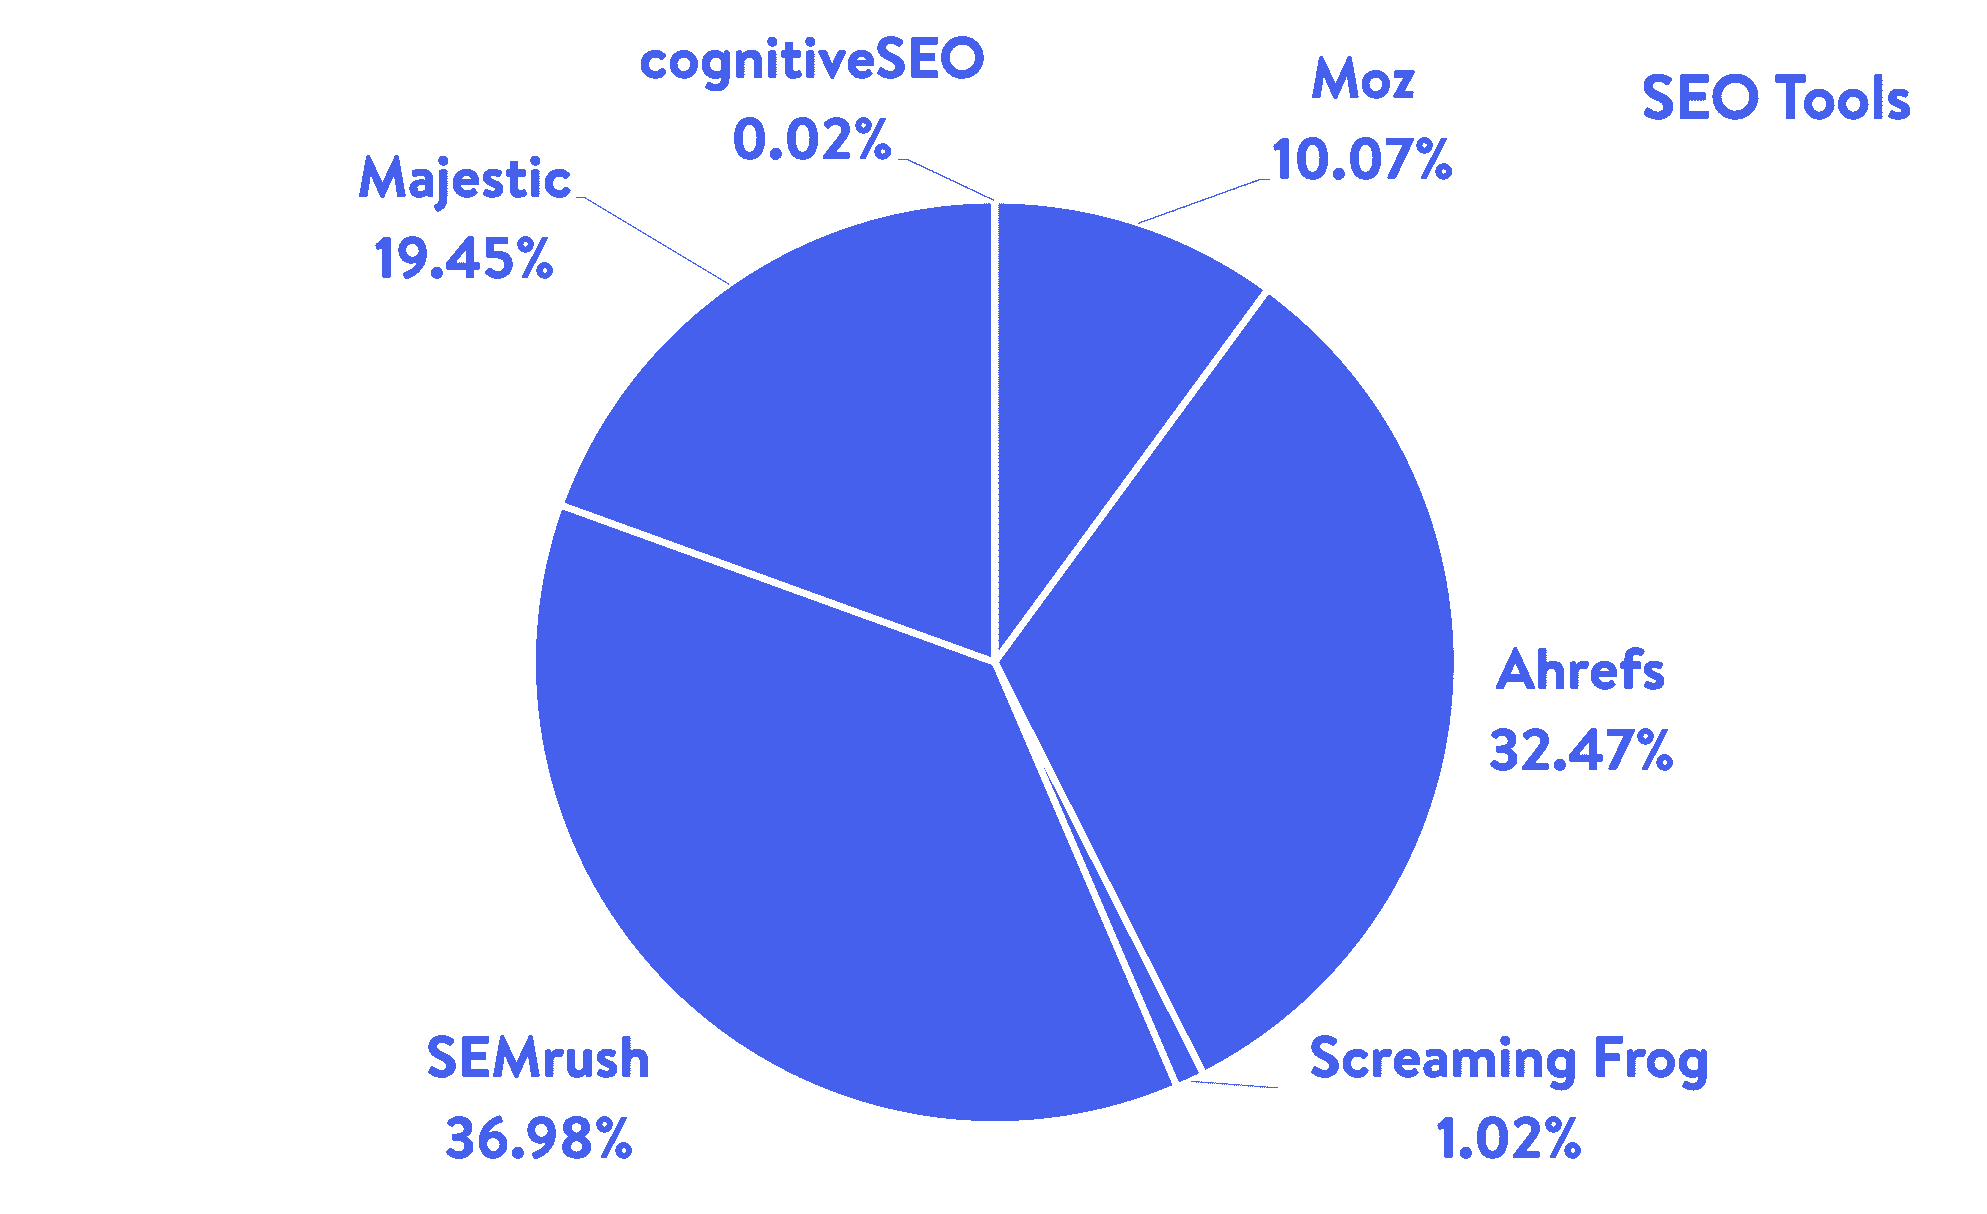 SEO Tools
cognitiveSEO
0.02%
Moz
10.07%
Majestic
19.45%
Ahrefs
32.47%
SEMrush
36.98%
Screaming Frog
1.02%